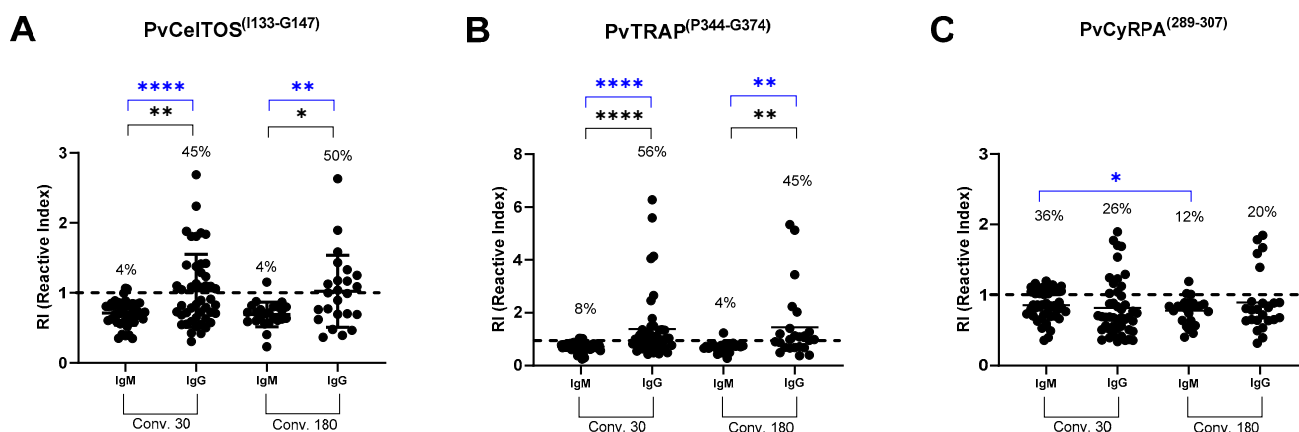 A
PvCelTOS(I133-G147)
**** **
** *
45% 50%
4% 4%
RI (Reactive Index)
3
2
1
0
IgM IgG IgM IgG
Conv. 30 Conv. 180
B
PvTRAP(P344-G374)
**** **
**** **
56% 45%
8% 4%
RI (Reactive Index)
8
6
4
2
0
IgM IgG IgM IgG
Conv. 30 Conv. 180
C
PvCyRPA(289-307)
*
36% 26% 12% 20%
RI (Reactive Index)
3
2
1
0
IgM IgG IgM IgG
Conv. 30 Conv. 180